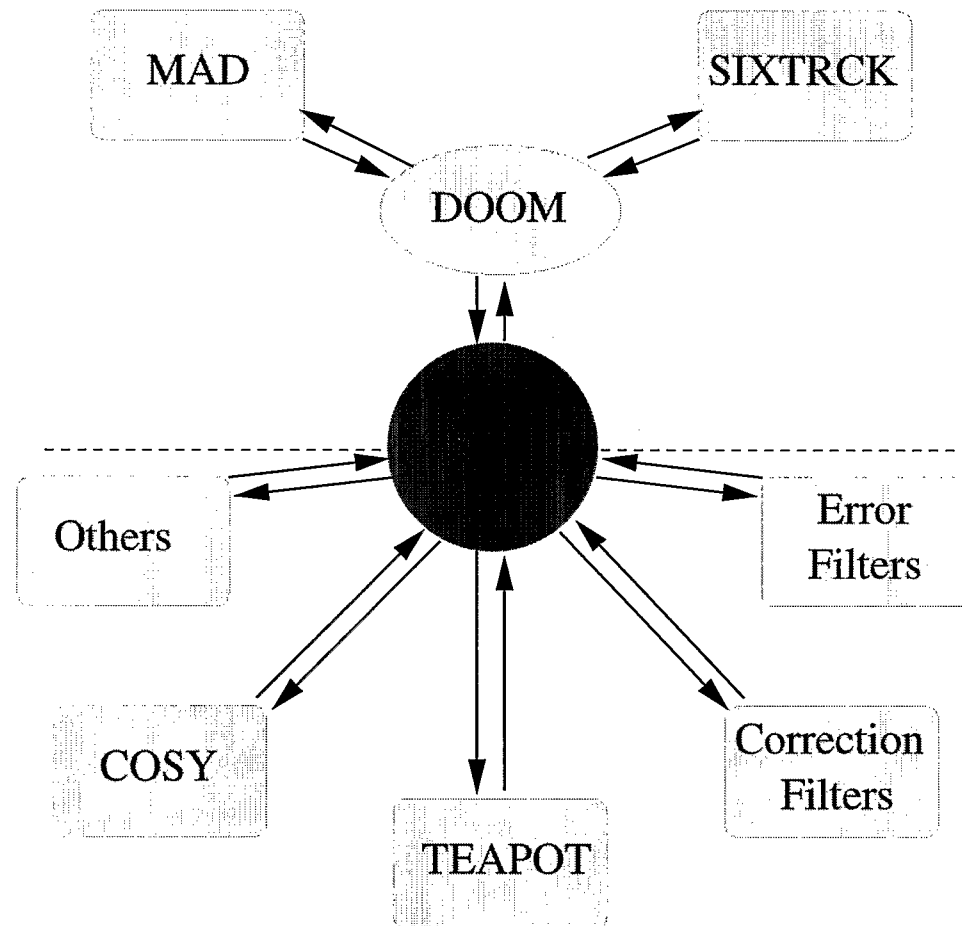 MAD
SIXTRCK
DOOM
Others
Error
Filters
COSY
Correction
Filters
TEAPOT